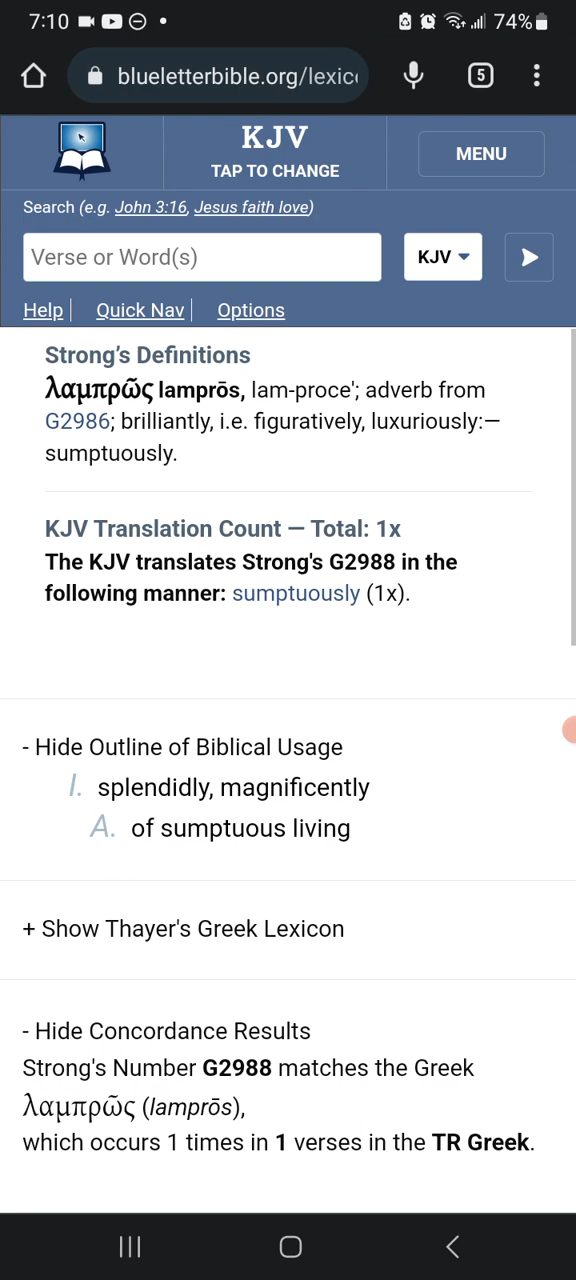 7:10
74%
blueletterbible.org/lexic
5
KJV
TAP TO CHANGE
MENU
Search (e.g. John 3:16, Jesus faith love)
Verse or Word(s)
KJV
Help
Quick Nav
Options
Strong’s Definitions
λαμπρῶς lamprōs, lam-proce'; adverb from
G2986; brilliantly, i.e. figuratively, luxuriously:—
sumptuously.
KJV Translation Count — Total: 1x
The KJV translates Strong's G2988 in the
following manner: sumptuously (1x).
- Hide Outline of Biblical Usage
I. splendidly, magnificently
A. of sumptuous living
+ Show Thayer's Greek Lexicon
- Hide Concordance Results
Strong's Number G2988 matches the Greek
λαμπρῶς (lamprōs),
which occurs 1 times in 1 verses in the TR Greek.